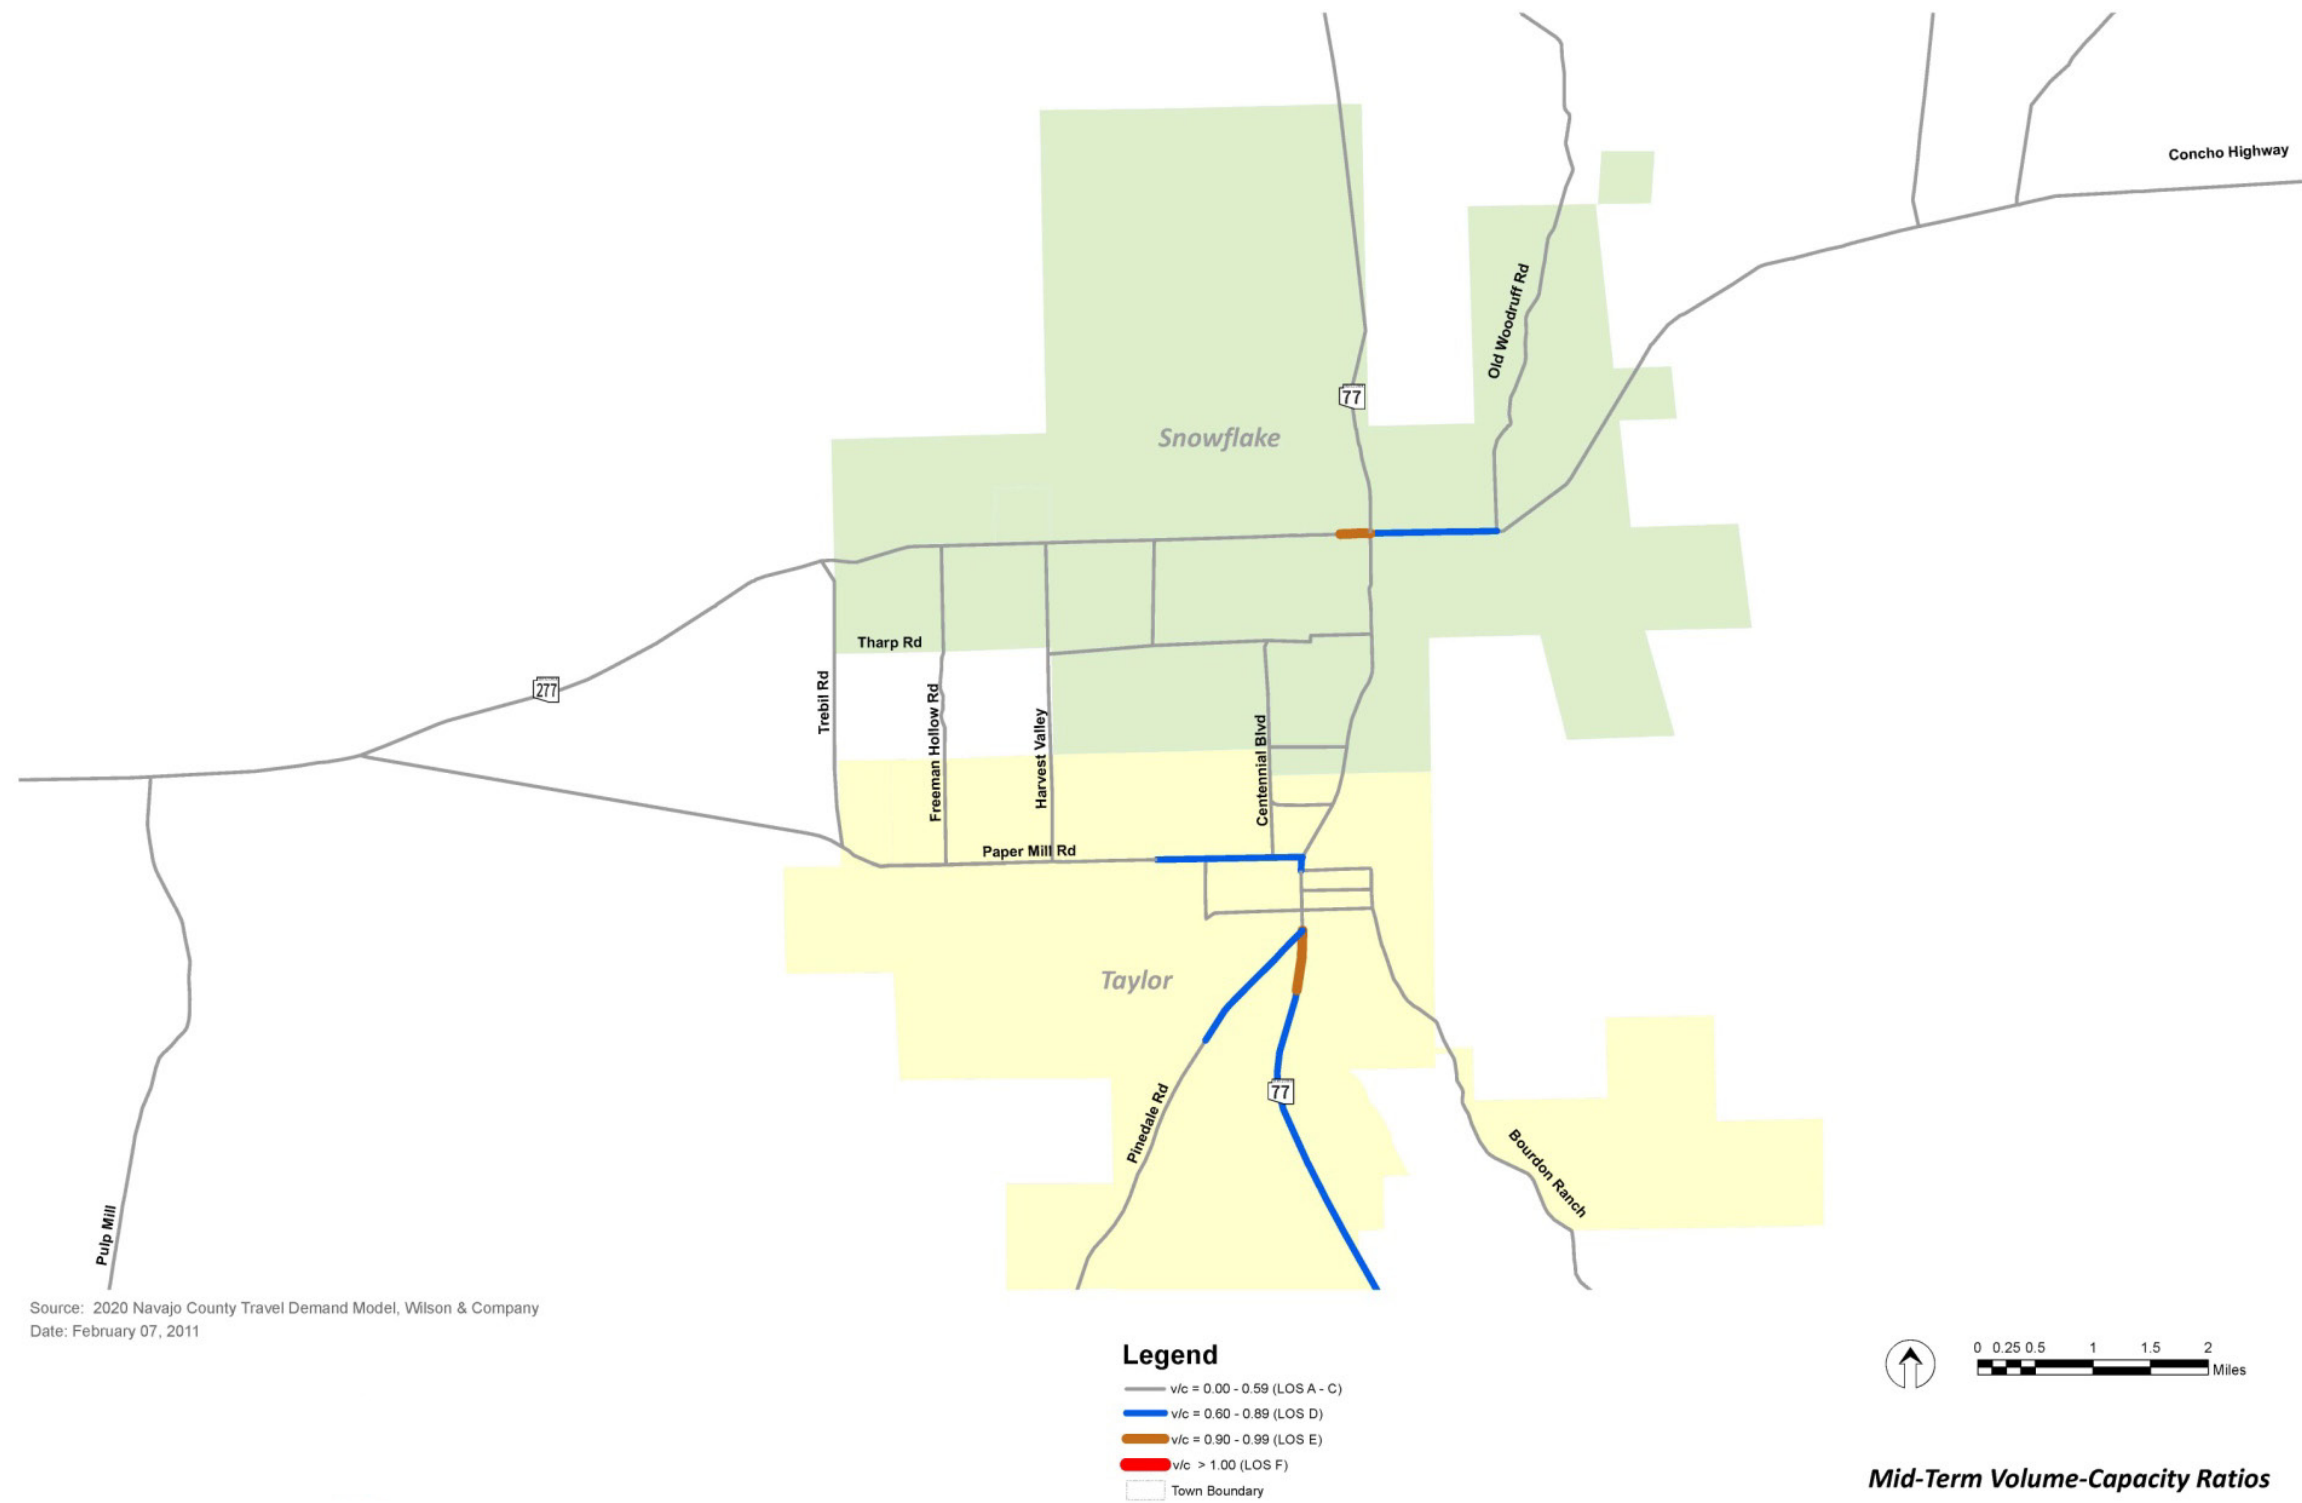 Concho Highway
Old Woodruff Rd
77
Snowflake
Tharp Rd
277
Trebil Rd
Freeman Hollow Rd
Harvest Valley
Centennial Blvd
Paper Mill Rd
Taylor
77
Pinedale Rd
Bourdon Ranch
Pulp Mill
Source: 2020 Navajo County Travel Demand Model, Wilson & Company
Date: February 07, 2011
Legend
v/c = 0.00 - 0.59 (LOS A - C)
v/c = 0.60 - 0.89 (LOS D)
v/c = 0.90 - 0.99 (LOS E)
v/c > 1.00 (LOS F)
Town Boundary
0 0.25 0.5 1 1.5 2
Miles
Mid-Term Volume-Capacity Ratios